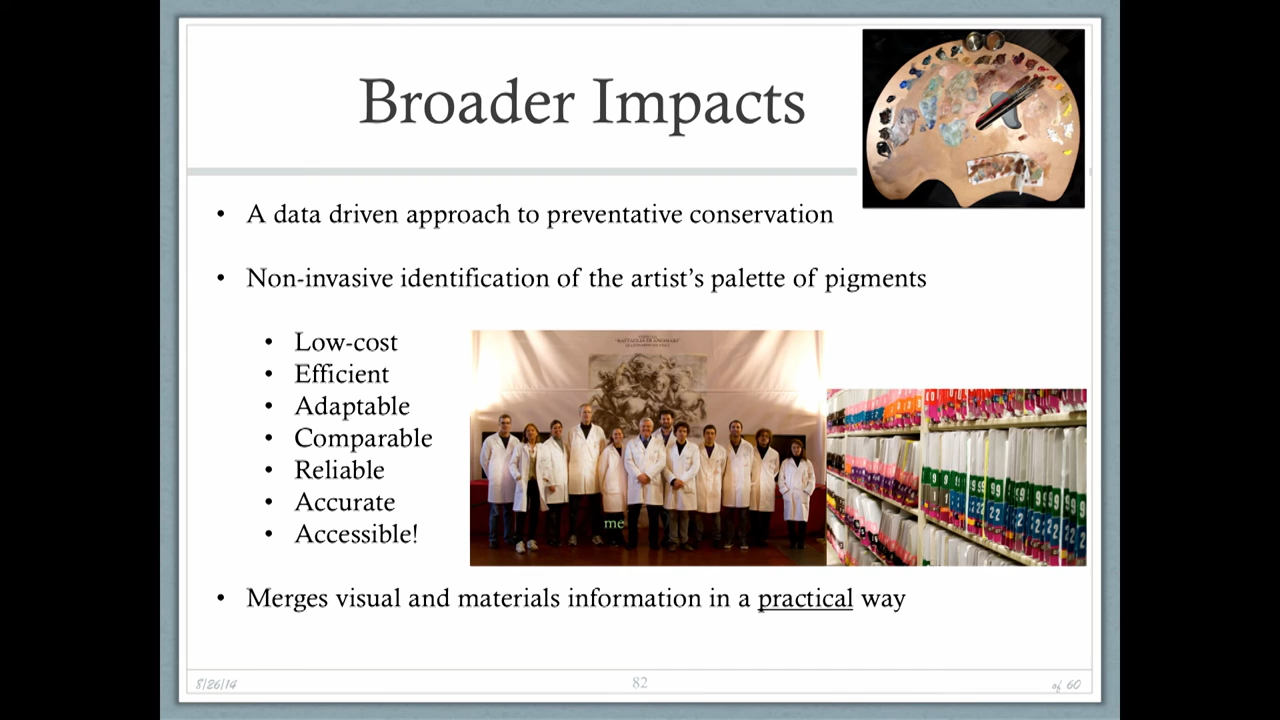 Broader Impacts
• A data driven approach to preventative conservation
• Non-invasive identification of the artist’s palette of pigments
• Low-cost
• Efficient
• Adaptable
• Comparable
• Reliable
• Accurate
• Accessible!
me
• Merges visual and materials information in a practical way
8/26/14
82
of 60